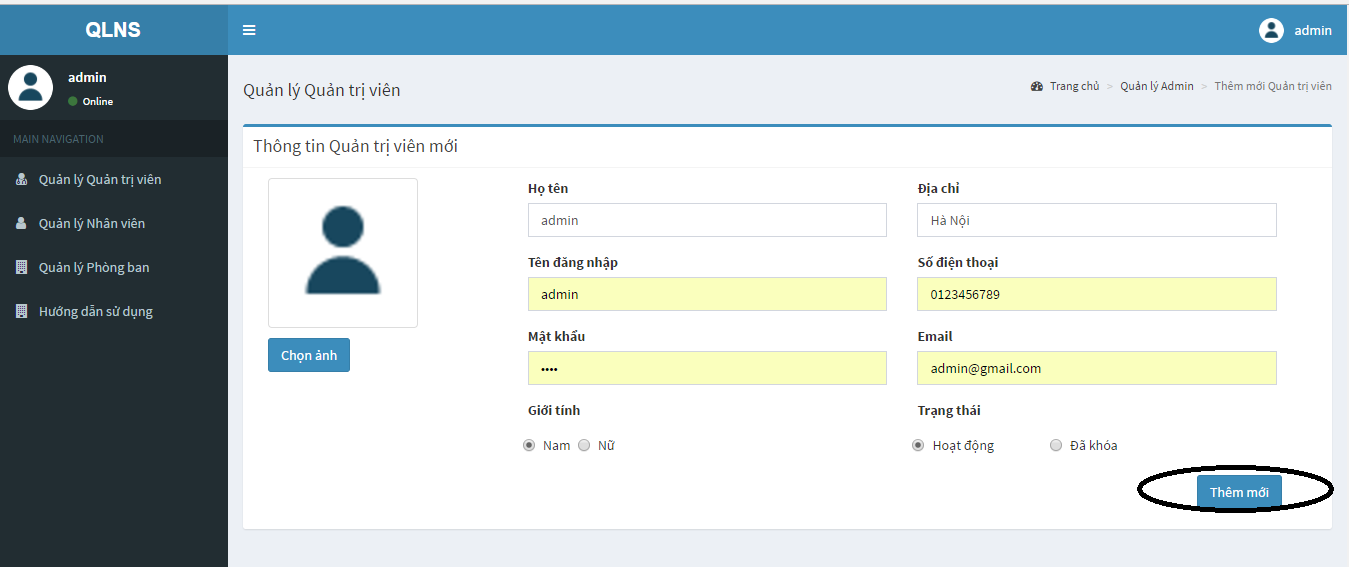 QLNS
admin
admin
Online
MAIN NAVIGATION
Quản lý Quản trị viên
Quản lý Nhân viên
Quản lý Phòng ban
Hướng dẫn sử dụng
Quản lý Quản trị viên
Trang chủ > Quản lý Admin > Thêm mới Quản trị viên
Thông tin Quản trị viên mới
Chọn ảnh
Họ tên
admin
Địa chỉ
Hà Nội
Tên đăng nhập
admin
Số điện thoại
0123456789
Mật khẩu
••••
Email
admin@gmail.com
Giới tính
Nam Nữ
Trạng thái
Hoạt động Đã khóa
Thêm mới